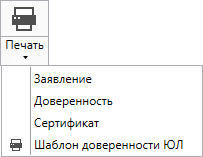 Печать
Заявление
Доверенность
Сертификат
Шаблон доверенности ЮЛ